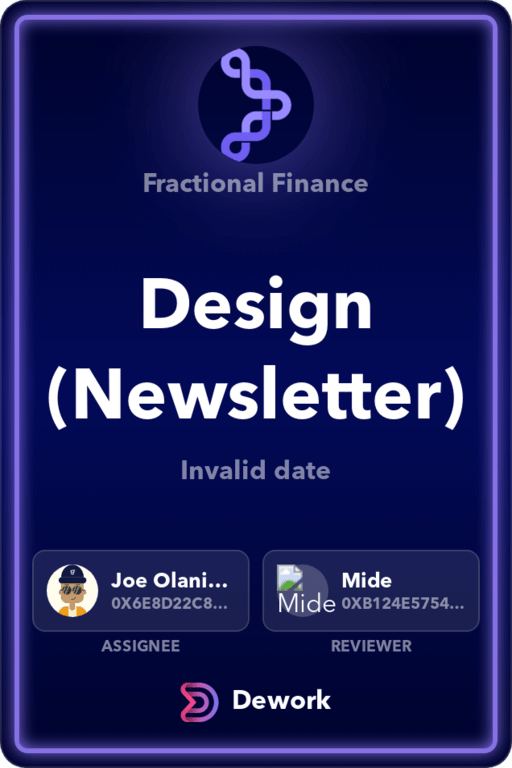 Fractional Finance
Design
(Newsletter)
Invalid date
Joe Olani...
0X6E8D22C8...
Mide
Mide
0XB124E5754...
ASSIGNEE
REVIEWER
Dework